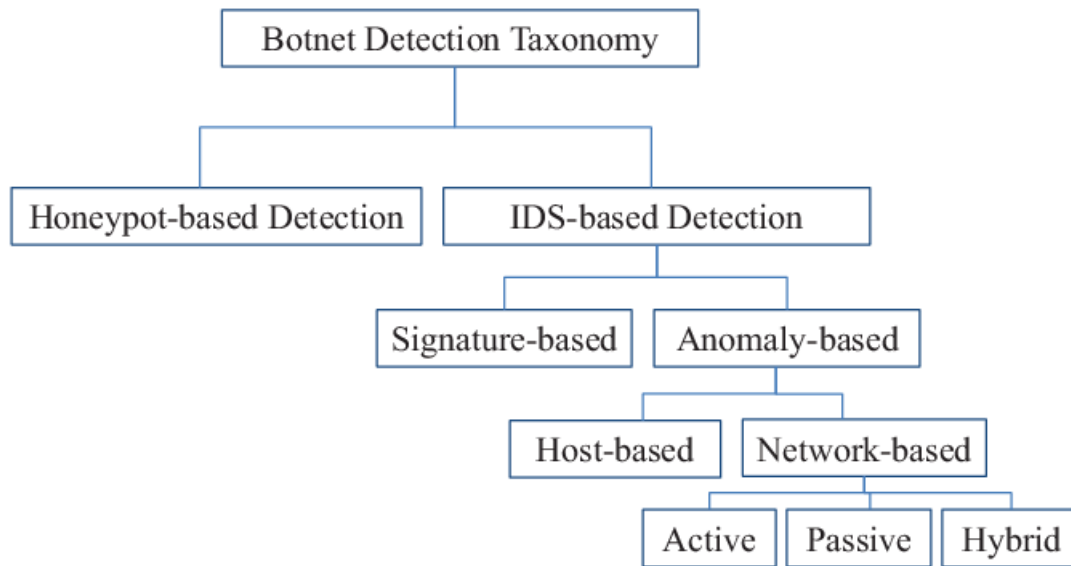 Botnet Detection Taxonomy
Honeypot-based Detection
IDS-based Detection
Signature-based
Anomaly-based
Host-based
Network-based
Active
Passive
Hybrid